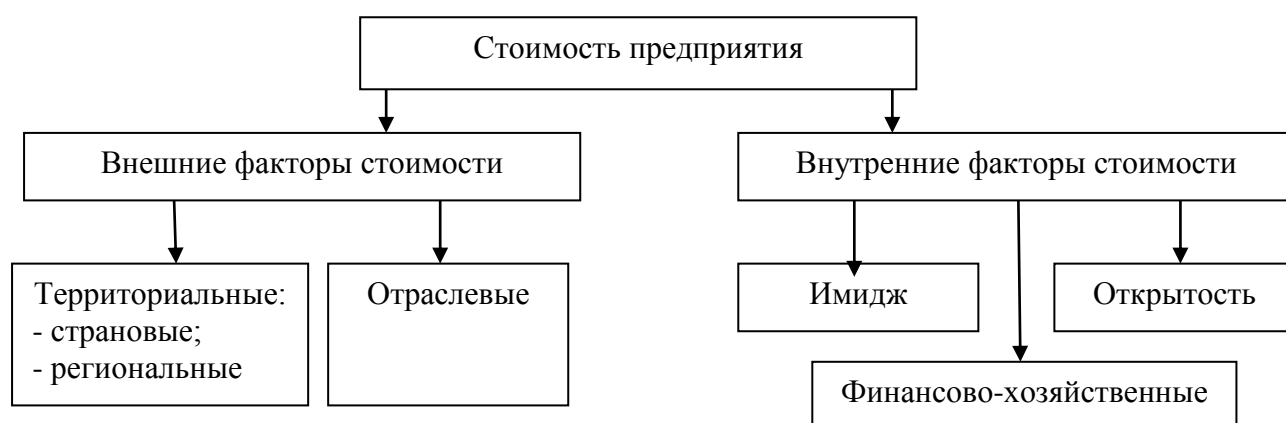 Стоимость предприятия
Внешние факторы стоимости
Внутренние факторы стоимости
Территориальные:
- страновые;
- региональные
Отраслевые
Имидж
Открытость
Финансово-хозяйственные